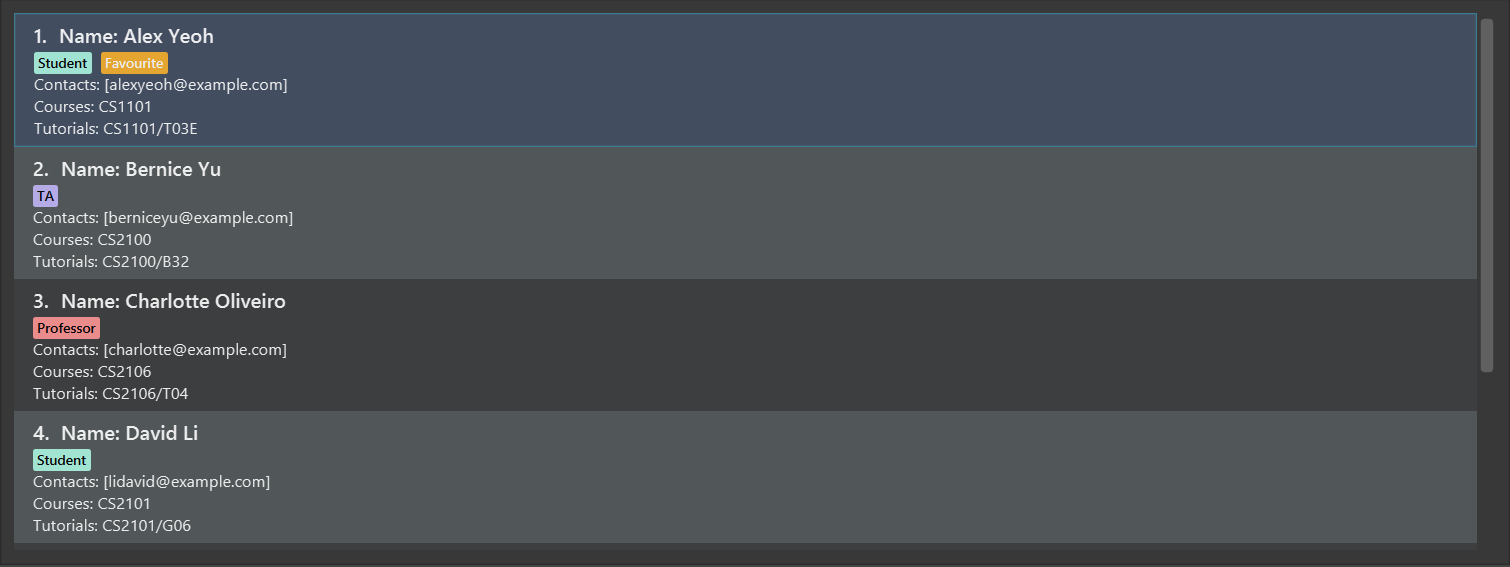 1. Name: Alex Yeoh
Student Favourite
Contacts: [alexyeoh@example.com]
Courses: CS1101
Tutorials: CS1101/T03E
2. Name: Bernice Yu
TA
Contacts: [berniceyu@example.com]
Courses: CS2100
Tutorials: CS2100/B32
3. Name: Charlotte Oliveiro
Professor
Contacts: [charlotte@example.com]
Courses: CS2106
Tutorials: CS2106/T04
4. Name: David Li
Student
Contacts: [lidavid@example.com]
Courses: CS2101
Tutorials: CS2101/G06